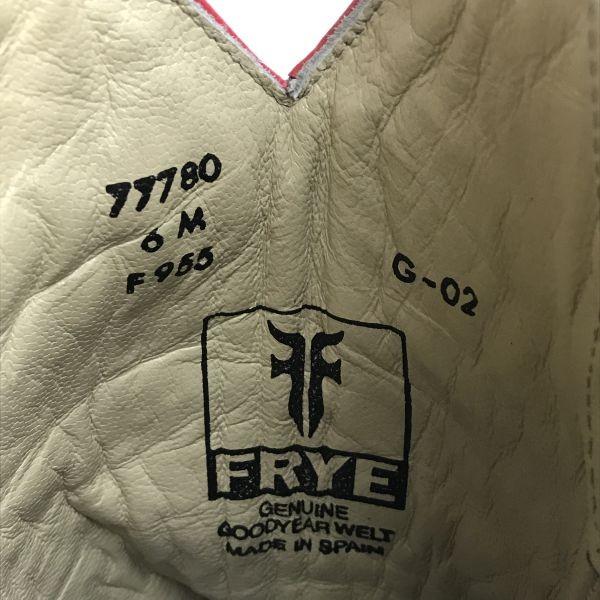 77780
6 M
F 955
G-02
FRYE
GENUINE
GOODYEAR WELT
MADE IN SPAIN